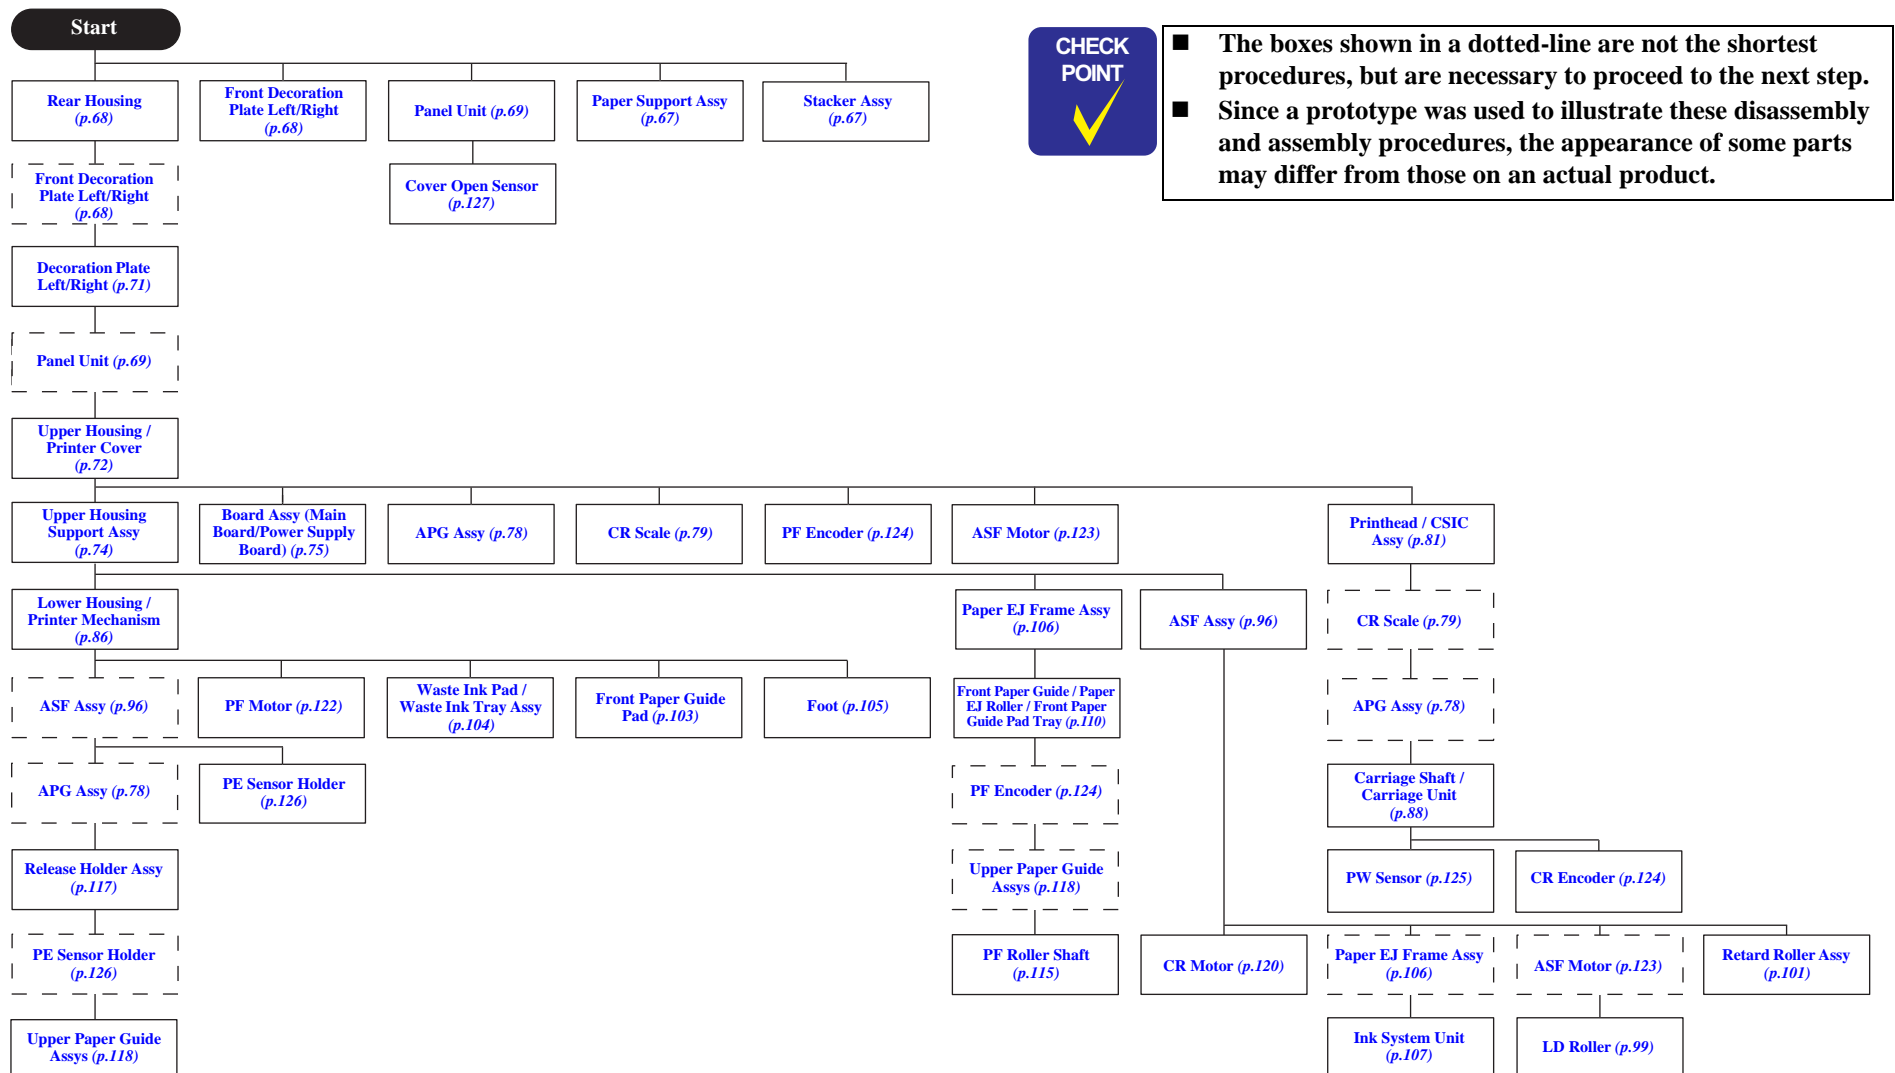 Start
CHECK
POINT
■ The boxes shown in a dotted-line are not the shortest
procedures, but are necessary to proceed to the next step.
■ Since a prototype was used to illustrate these disassembly
and assembly procedures, the appearance of some parts
may differ from those on an actual product.
Rear Housing
(p.68)
Front Decoration
Plate Left/Right
(p.68)
Panel Unit (p.69)
Paper Support Assy
(p.67)
Stacker Assy
(p.67)
Front Decoration
Plate Left/Right
(p.68)
Cover Open Sensor
(p.127)
Decoration Plate
Left/Right (p.71)
Panel Unit (p.69)
Upper Housing /
Printer Cover
(p.72)
Upper Housing
Support Assy
(p.74)
Board Assy (Main
Board/Power Supply
Board) (p.75)
APG Assy (p.78)
CR Scale (p.79)
PF Encoder (p.124)
ASF Motor (p.123)
Printhead / CSIC
Assy (p.81)
Lower Housing /
Printer Mechanism
(p.86)
Paper EJ Frame Assy
(p.106)
ASF Assy (p.96)
CR Scale (p.79)
ASF Assy (p.96)
PF Motor (p.122)
Waste Ink Pad /
Waste Ink Tray Assy
(p.104)
Front Paper Guide
Pad (p.103)
Foot (p.105)
Front Paper Guide / Paper
EJ Roller / Front Paper
Guide Pad Tray (p.110)
APG Assy (p.78)
APG Assy (p.78)
PE Sensor Holder
(p.126)
PF Encoder (p.124)
Carriage Shaft /
Carriage Unit
(p.88)
Release Holder Assy
(p.117)
Upper Paper Guide
Assys (p.118)
PW Sensor (p.125)
CR Encoder (p.124)
PE Sensor Holder
(p.126)
PF Roller Shaft
(p.115)
CR Motor (p.120)
Paper EJ Frame Assy
(p.106)
ASF Motor (p.123)
Retard Roller Assy
(p.101)
Upper Paper Guide
Assys (p.118)
Ink System Unit
(p.107)
LD Roller (p.99)